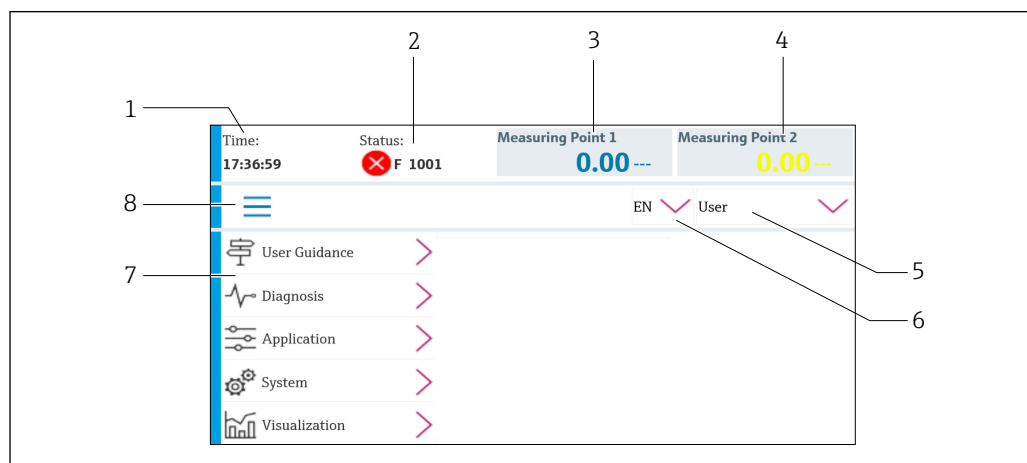 2
3
4
1
Time:
Status:
Measuring Point 1
Measuring Point 2
17:36:59
F 1001
0.00 ---
0.00 ---
8
EN
User
7
User Guidance
5
Diagnosis
6
Application
System
Visualization